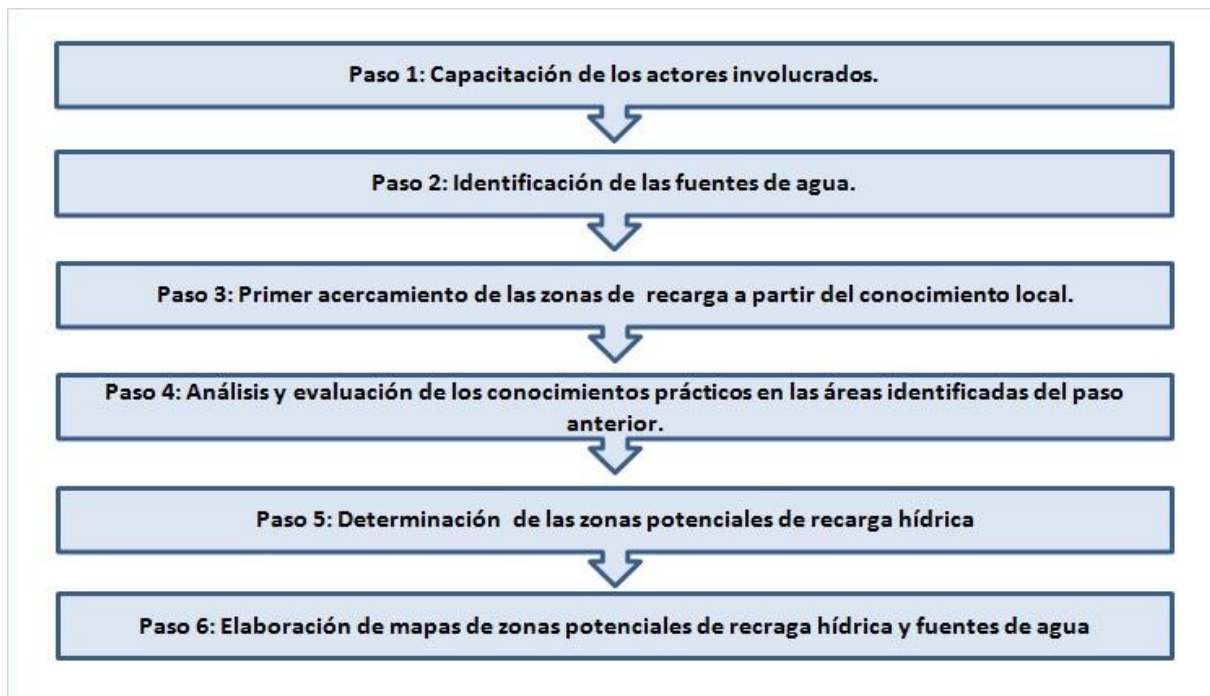 Paso 1: Capacitación de los actores involucrados.
Paso 2: Identificación de las fuentes de agua.
Paso 3: Primer acercamiento de las zonas de recarga a partir del conocimiento local.
Paso 4: Análisis y evaluación de los conocimientos prácticos en las áreas identificadas del paso
anterior.
Paso 5: Determinación de las zonas potenciales de recarga hídrica
Paso 6: Elaboración de mapas de zonas potenciales de recraga hídrica y fuentes de agua